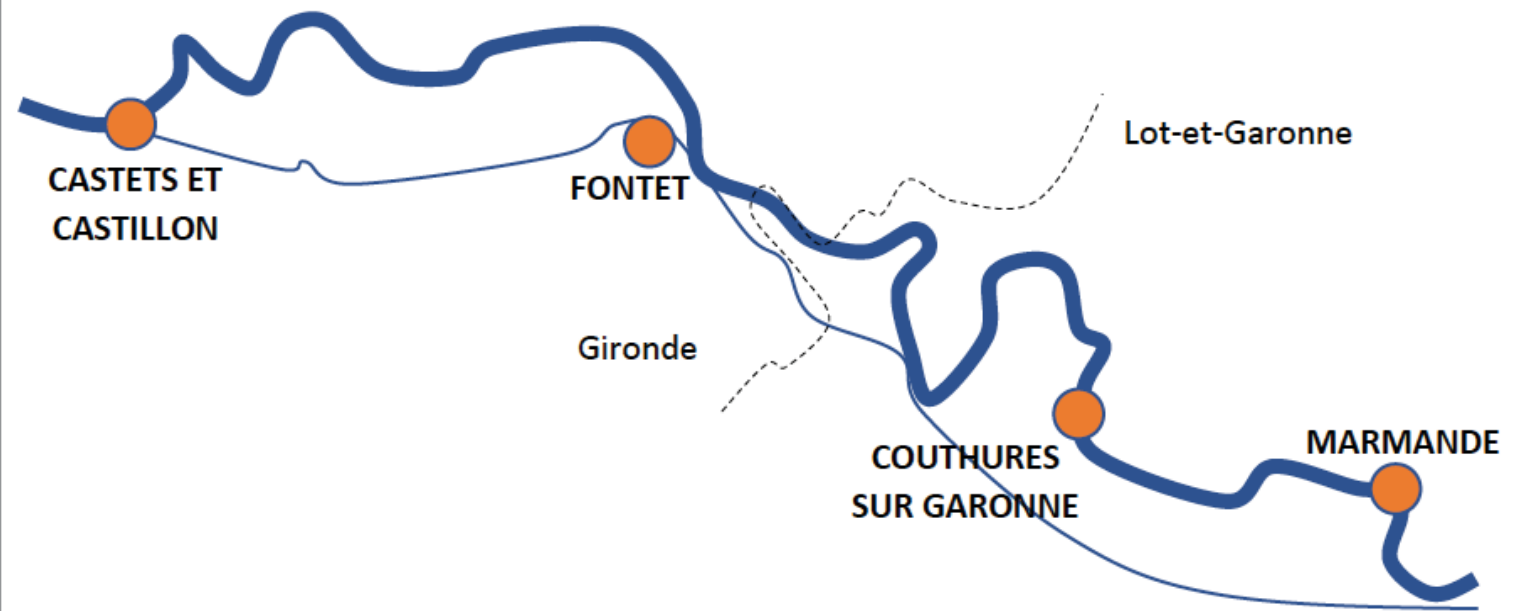 Lot-et-Garonne
CASTETS ET
CASTILLON
FONTET
Gironde
COUTHURES
SUR GARONNE
MARMANDE